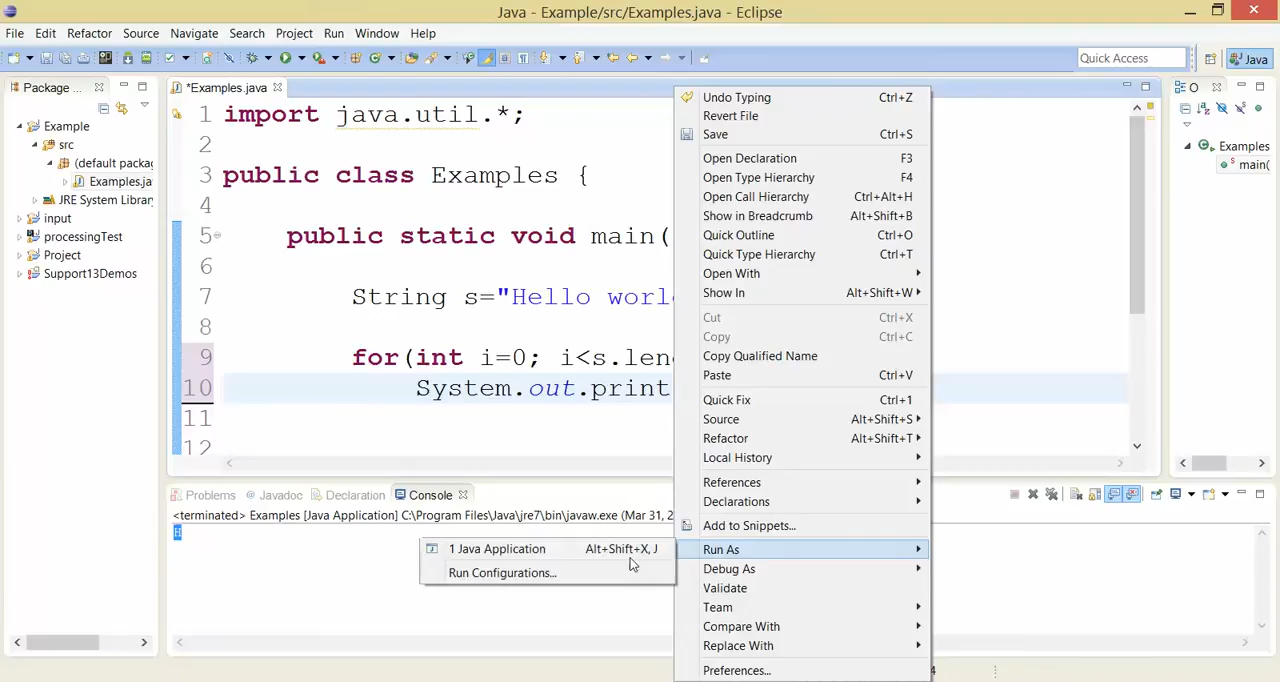 Java - Example/src/Examples.java - Eclipse
File Edit Refactor Source Navigate Search Project Run Window Help
Quick Access
Java
Package ...
Example
src
(default packag
Examples.ja
JRE System Library
input
processingTest
Project
Support13Demos
*Examples.java
1 import java.util.*;
2
3 public class Examples {
4
5 public static void main(
6
7 String s="Hello world
8
9 for(int i=0; i<s.len
10 System.out.print
11
12
Undo Typing Ctrl+Z
Revert File
Save Ctrl+S
Open Declaration F3
Open Type Hierarchy F4
Open Call Hierarchy Ctrl+Alt+H
Show in Breadcrumb Alt+Shift+B
Quick Outline Ctrl+O
Quick Type Hierarchy Ctrl+T
Open With
Show In Alt+Shift+W
Cut Ctrl+X
Copy Ctrl+C
Copy Qualified Name
Paste Ctrl+V
Quick Fix Ctrl+1
Source Alt+Shift+S
Refactor Alt+Shift+T
Local History
References
Declarations
Add to Snippets...
Run As
Debug As
Validate
Team
Compare With
Replace With
Preferences...
1 Java Application Alt+Shift+X, J
Run Configurations...
O
Examples
main(
Problems @ Javadoc Declaration Console
<terminated> Examples [Java Application] C:\Program Files\Java\jre7\bin\javaw.exe (Mar 31, 2